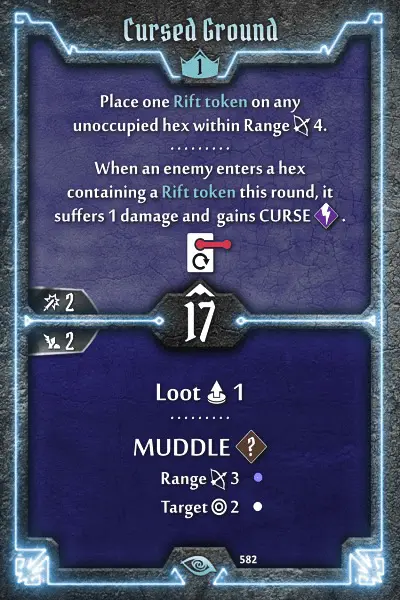 Cursed Ground
1
Place one Rift token on any
unoccupied hex within Range 4.
When an enemy enters a hex
containing a Rift token this round, it
suffers 1 damage and gains CURSE.
2
17
2
Loot 1
MUDDLE ?
Range 3
Target 2
582